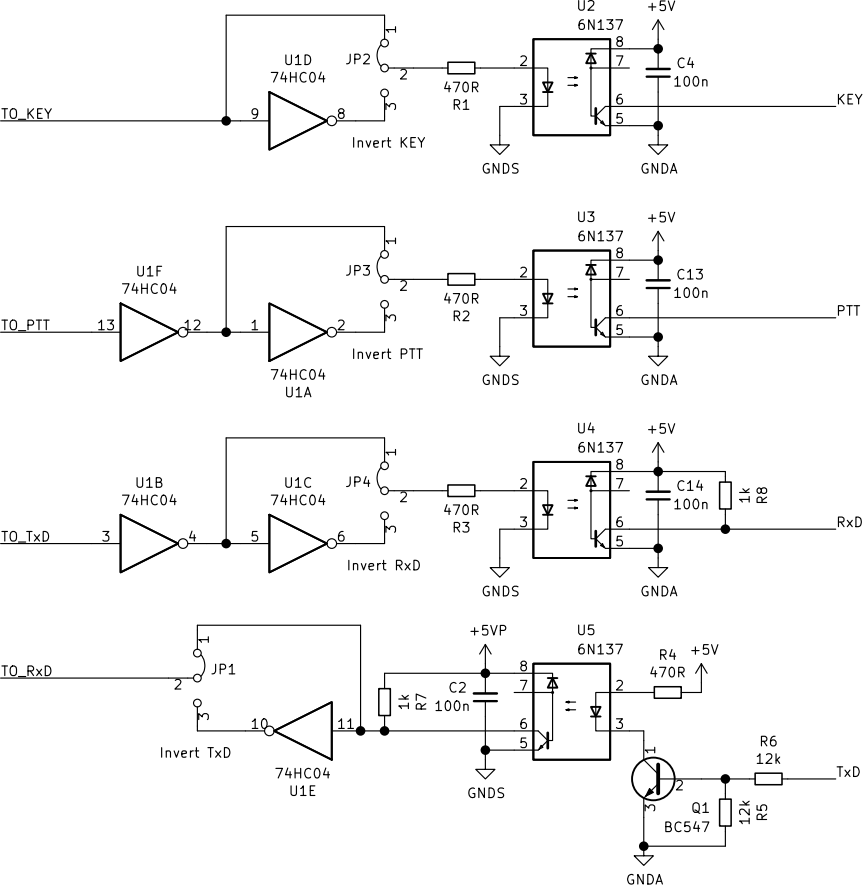 U2
6N137
+5V
U1D
74HC04
1
JP2
2
3
470R
R1
2
3
8
7
6
5
C4
100n
KEY
TO_KEY
9
8
Invert KEY
GNDS
GNDA
U3
6N137
+5V
U1F
74HC04
1
JP3
2
3
470R
R2
2
3
8
7
6
5
C13
100n
PTT
TO_PTT
13
12
1
2
74HC04
U1A
Invert PTT
GNDS
GNDA
U4
6N137
+5V
U1B
74HC04
U1C
74HC04
1
JP4
2
3
470R
R3
2
3
8
7
6
5
C14
100n
1k
R8
RxD
TO_TxD
3
4
5
6
Invert RxD
GNDS
GNDA
+5VP
U5
6N137
R4
470R
+5V
TO_RxD
1
JP1
2
3
10
11
Invert TxD
74HC04
U1E
1k
R7
C2
100n
8
7
6
5
2
3
GNDS
R6
12k
TxD
1
2
3
Q1
BC547
12k
R5
GNDA